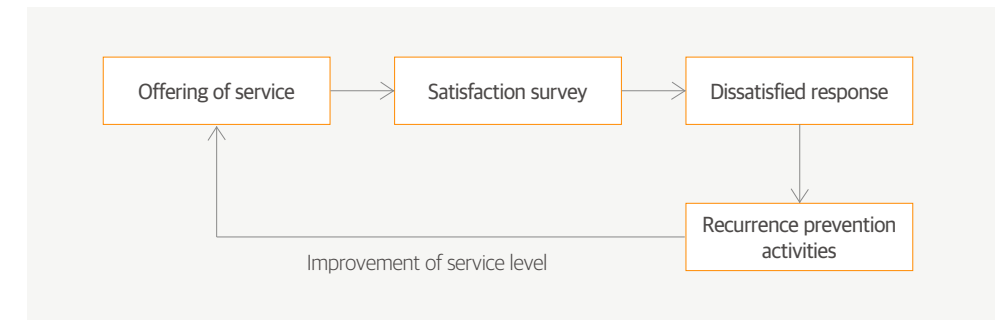 Offering of service
Satisfaction survey
Dissatisfied response
Recurrence prevention
activities
Improvement of service level